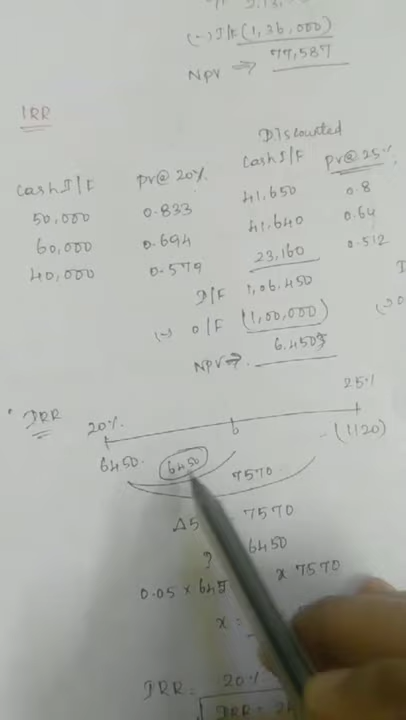 (-) O/F (1,36,000)
77,587
NPV ⇒
IRR
Discounted
Cash I/F PV@20% Cash I/F PV@25%
50,000 0.833 41,650 0.8
60,000 0.694 41,640 0.64
40,000 0.579 23,160 0.512
I/F 1,06,450
(-) O/F (1,00,000)
NPV ⇒ 6,450
IRR
20% 25%
6450 6450 7570 (1120)
Δ5 7570
? 6450
0.05 × 645 x 7570
x =
IRR = 20%
IRR =